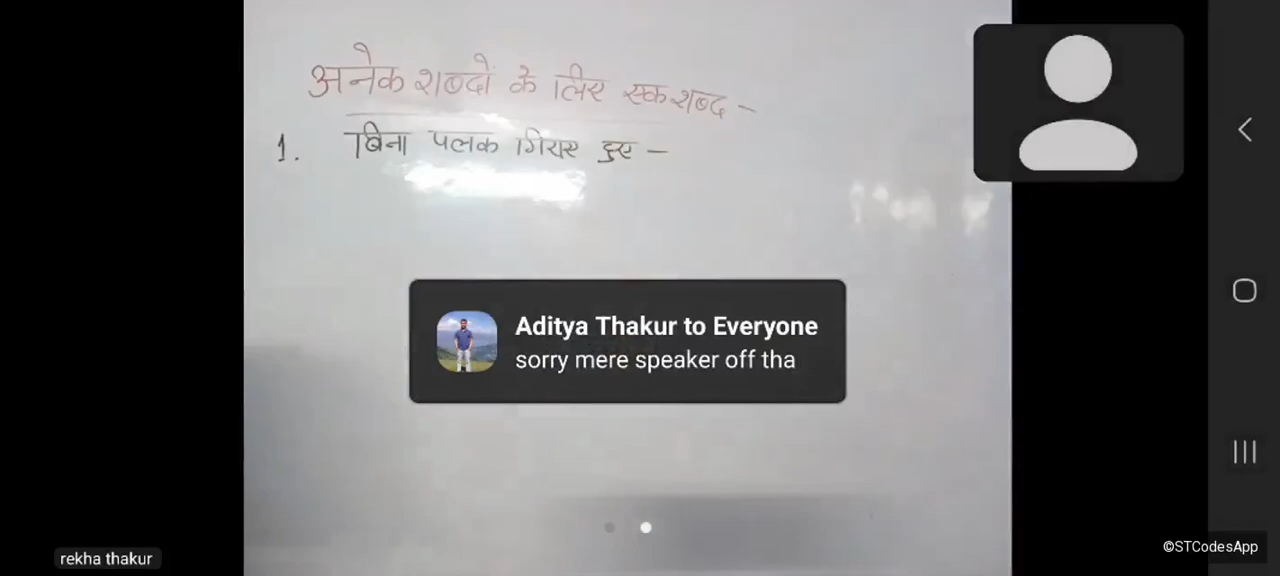 अनेक शब्दों के लिए एक शब्द –
1. बिना पलक गिराए हुए –
Aditya Thakur to Everyone
sorry mere speaker off tha
rekha thakur
©STCodesApp